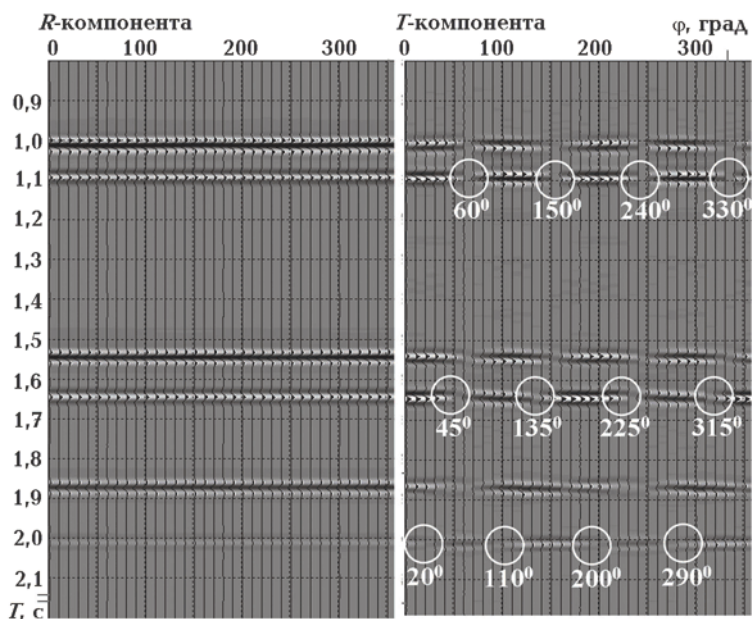 R-компонента
T-компонента
φ, град
0 100 200 300
0 100 200 300
0,9
1,0
1,1
60⁰ 150⁰ 240⁰ 330⁰
1,2
1,3
1,4
1,5
1,6
45⁰ 135⁰ 225⁰ 315⁰
1,7
1,8
1,9
2,0
20⁰ 110⁰ 200⁰ 290⁰
2,1
T, с